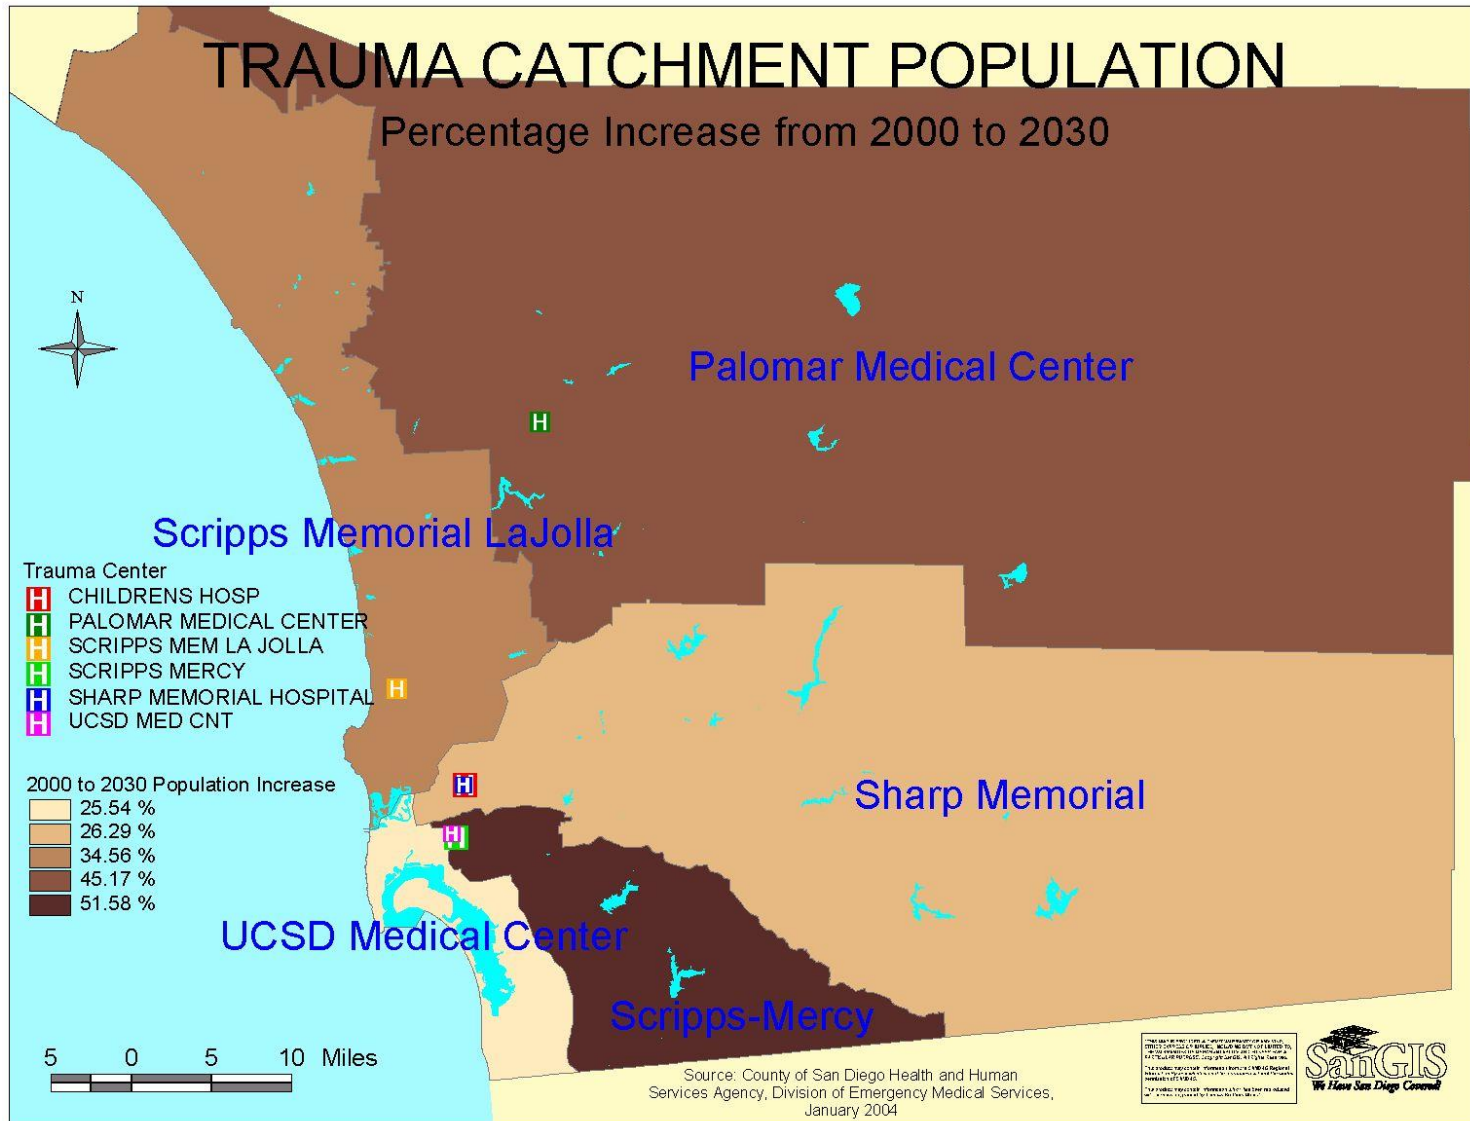 TRAUMA CATCHMENT POPULATION
Percentage Increase from 2000 to 2030
N
Palomar Medical Center
H
Scripps Memorial LaJolla
Trauma Center
H CHILDRENS HOSP
H PALOMAR MEDICAL CENTER
H SCRIPPS MEM LA JOLLA
H SCRIPPS MERCY
H SHARP MEMORIAL HOSPITAL
H UCSD MED CNT
H
2000 to 2030 Population Increase
25.54 %
26.29 %
34.56 %
45.17 %
51.58 %
H
Sharp Memorial
H
UCSD Medical Center
Scripps-Mercy
5 0 5 10 Miles
Source: County of San Diego Health and Human
Services Agency, Division of Emergency Medical Services,
January 2004
SanGIS
We Have San Diego Covered!